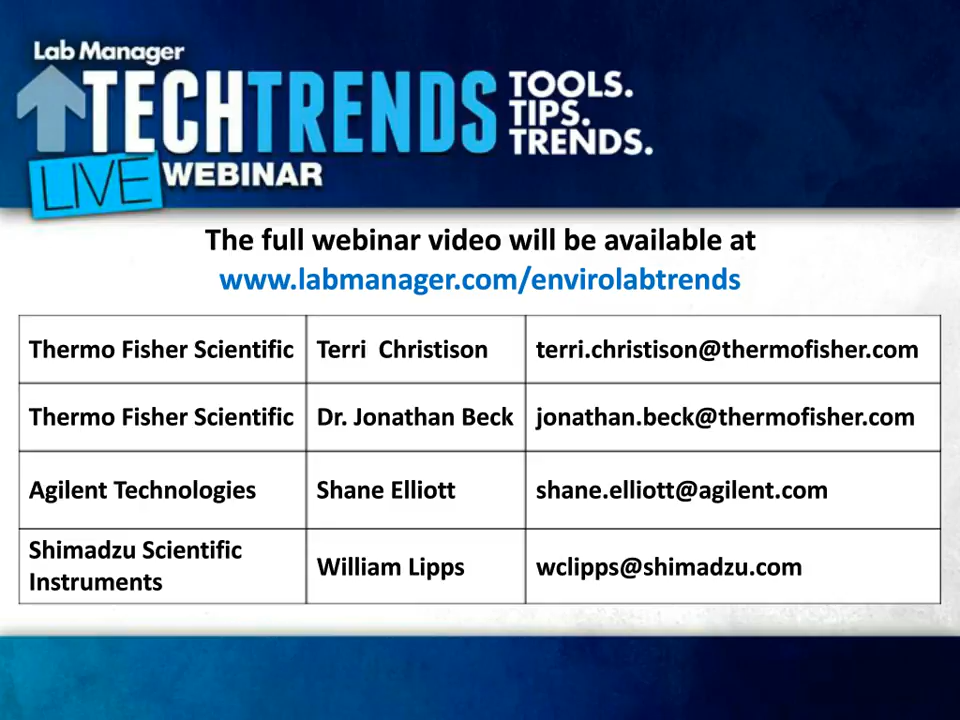 Lab Manager
TECHTRENDS
TOOLS.
TIPS.
TRENDS.
LIVE WEBINAR
The full webinar video will be available at
www.labmanager.com/envirolabtrends
Thermo Fisher Scientific Terri Christison terri.christison@thermofisher.com
Thermo Fisher Scientific Dr. Jonathan Beck jonathan.beck@thermofisher.com
Agilent Technologies Shane Elliott shane.elliott@agilent.com
Shimadzu Scientific
Instruments William Lipps wclipps@shimadzu.com